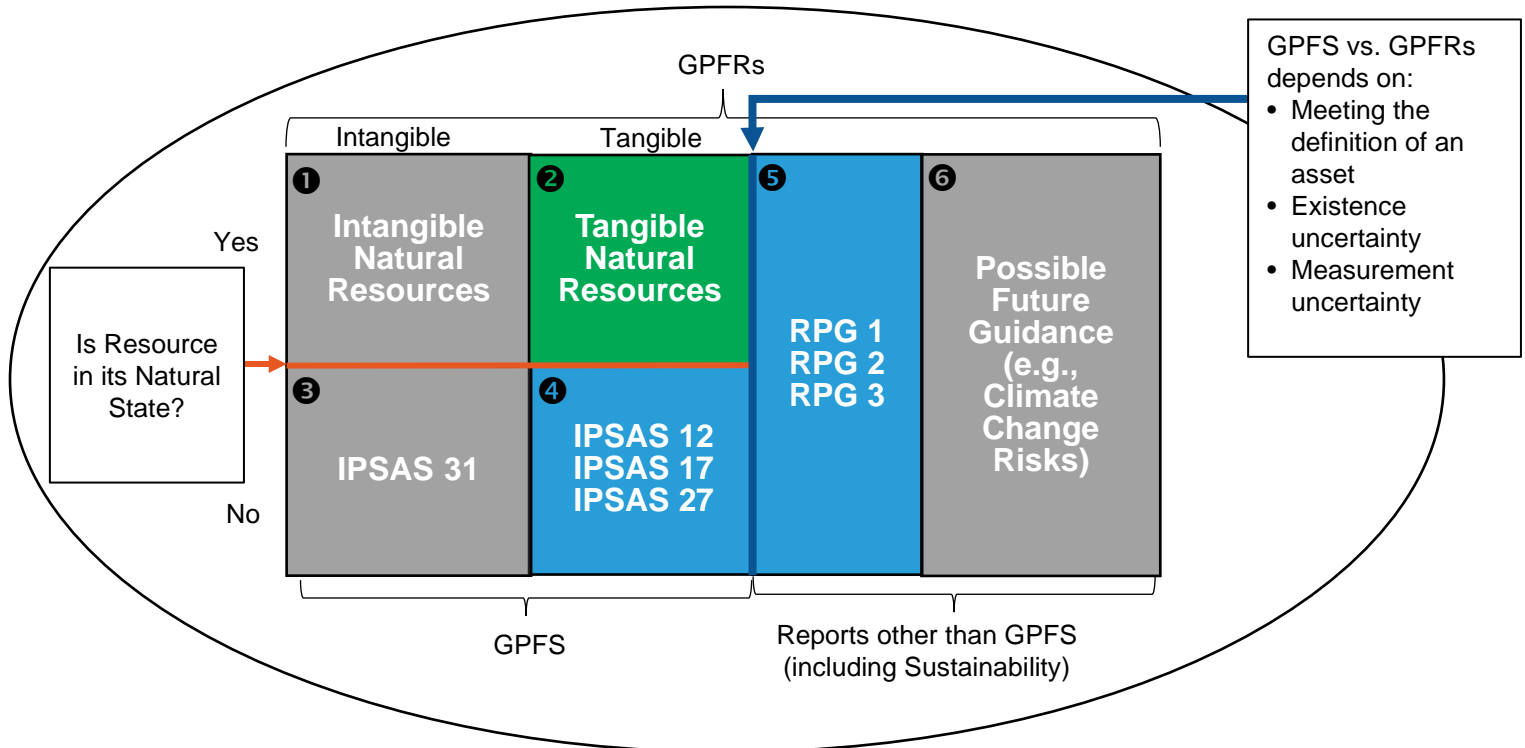 GPFRs
GPFS vs. GPFRs
depends on:
• Meeting the
definition of an
asset
• Existence
uncertainty
• Measurement
uncertainty
Intangible
Tangible
❶
Intangible
Natural
Resources
❷
Tangible
Natural
Resources
❺
RPG 1
RPG 2
RPG 3
❻
Possible
Future
Guidance
(e.g.,
Climate
Change
Risks)
Yes
Is Resource
in its Natural
State?
No
❸
IPSAS 31
❹
IPSAS 12
IPSAS 17
IPSAS 27
GPFS
Reports other than GPFS
(including Sustainability)